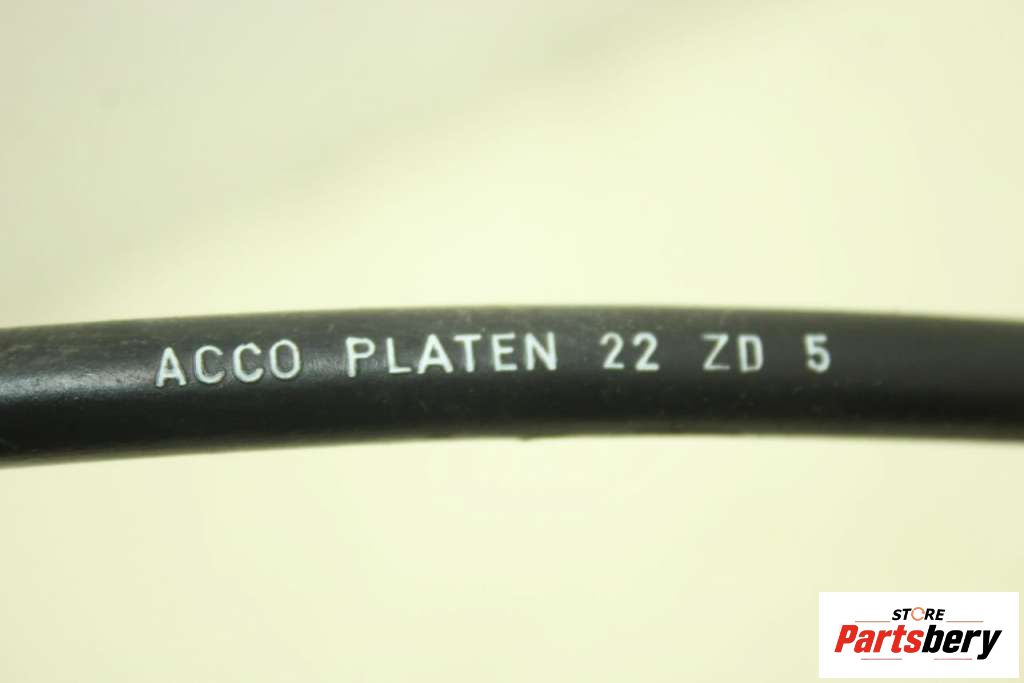 ACCO PLATEN 22 ZD 5
STORE
Partsbery